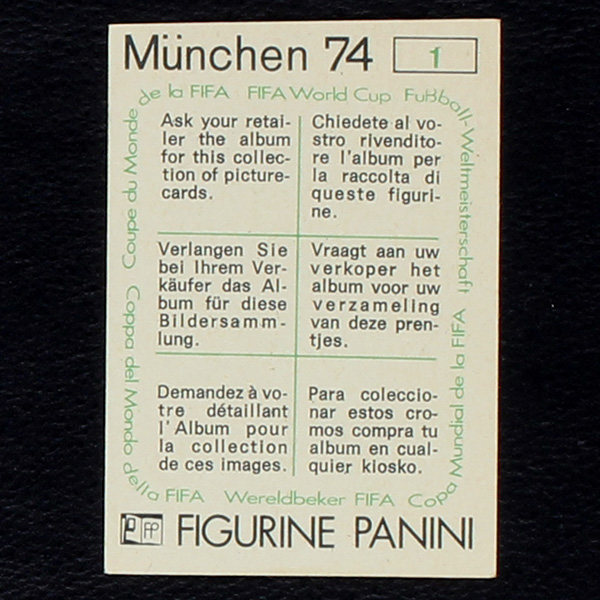 München 74
1
de la FIFA FIFA World Cup Fußball-Weltmeisterschaft
Ask your retai-
ler the album
for this collec-
tion of picture-
cards.
Chiedete al vo-
stro rivendito-
re l'album per
la raccolta di
queste figuri-
ne.
Verlangen Sie
bei Ihrem Ver-
käufer das Al-
bum für diese
Bildersamm-
lung.
Vraagt aan uw
verkoper het
album voor uw
verzameling
van deze pren-
tjes.
Demandez à vo-
tre détaillant
l'Album pour
la collection
de ces images.
Para coleccio-
nar estos cro-
mos compra tu
album en cual-
quier kiosko.
Copa Mundial de la FIFA
Wereldbeker FIFA
Coppa del Mondo della FIFA
Coupe du Monde
FP
FIGURINE PANINI